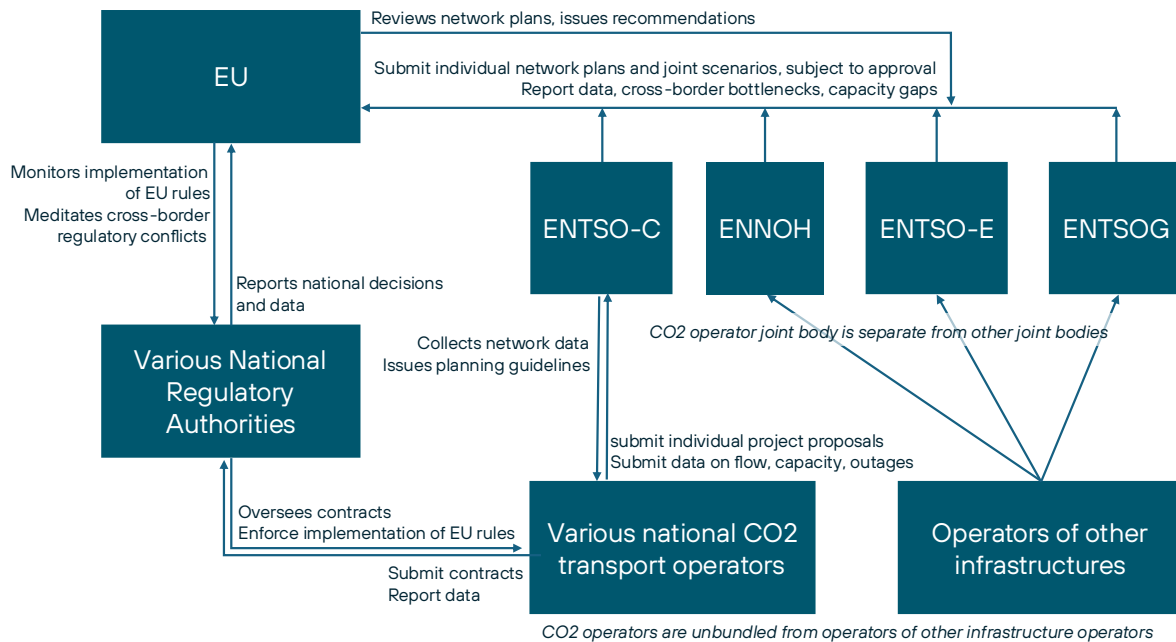 Reviews network plans, issues recommendations
EU
Submit individual network plans and joint scenarios, subject to approval
Report data, cross-border bottlenecks, capacity gaps
Monitors implementation
of EU rules
Meditates cross-border
regulatory conflicts
ENTSO-C
ENNOH
ENTSO-E
ENTSOG
Reports national decisions
and data
CO2 operator joint body is separate from other joint bodies
Collects network data
Issues planning guidelines
Various National
Regulatory
Authorities
submit individual project proposals
Submit data on flow, capacity, outages
Oversees contracts
Enforce implementation of EU rules
Various national CO2
transport operators
Operators of other
infrastructures
Submit contracts
Report data
CO2 operators are unbundled from operators of other infrastructure operators